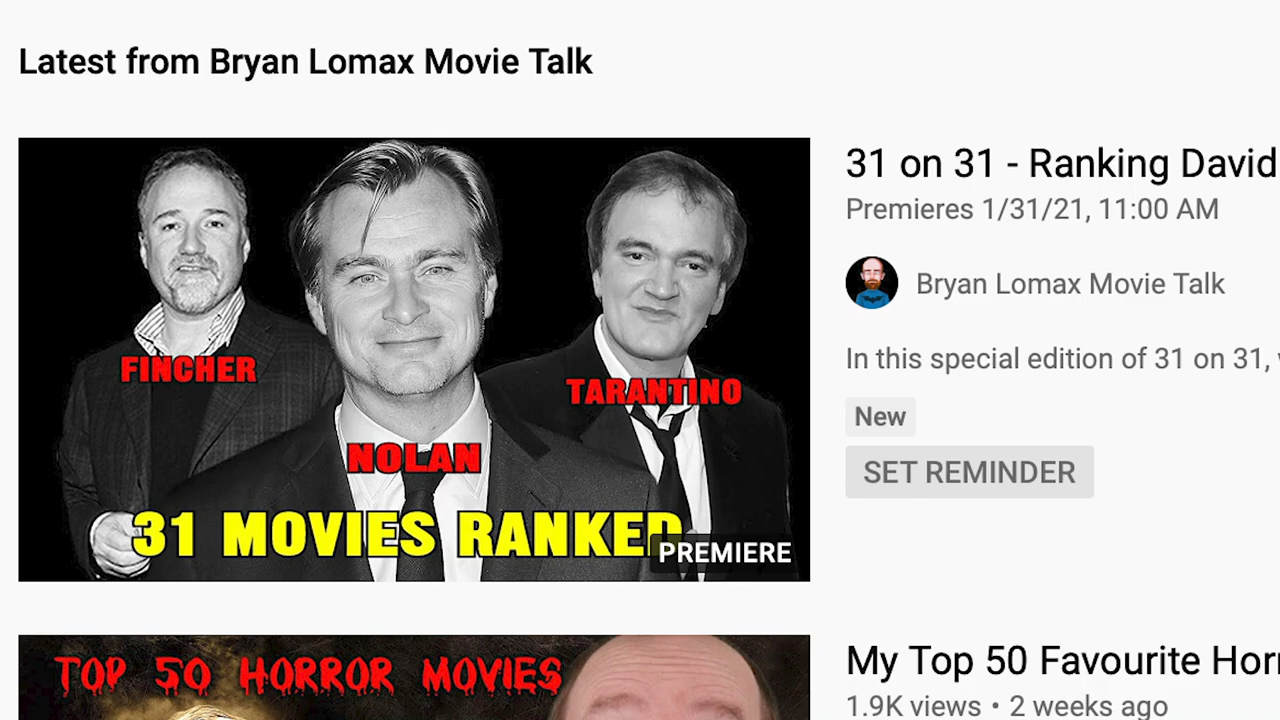 Latest from Bryan Lomax Movie Talk
FINCHER
NOLAN
TARANTINO
31 MOVIES RANKED
PREMIERE
31 on 31 - Ranking David
Premieres 1/31/21, 11:00 AM
Bryan Lomax Movie Talk
In this special edition of 31 on 31,
New
SET REMINDER
TOP 50 HORROR MOVIES
My Top 50 Favourite Horr
1.9K views • 2 weeks ago